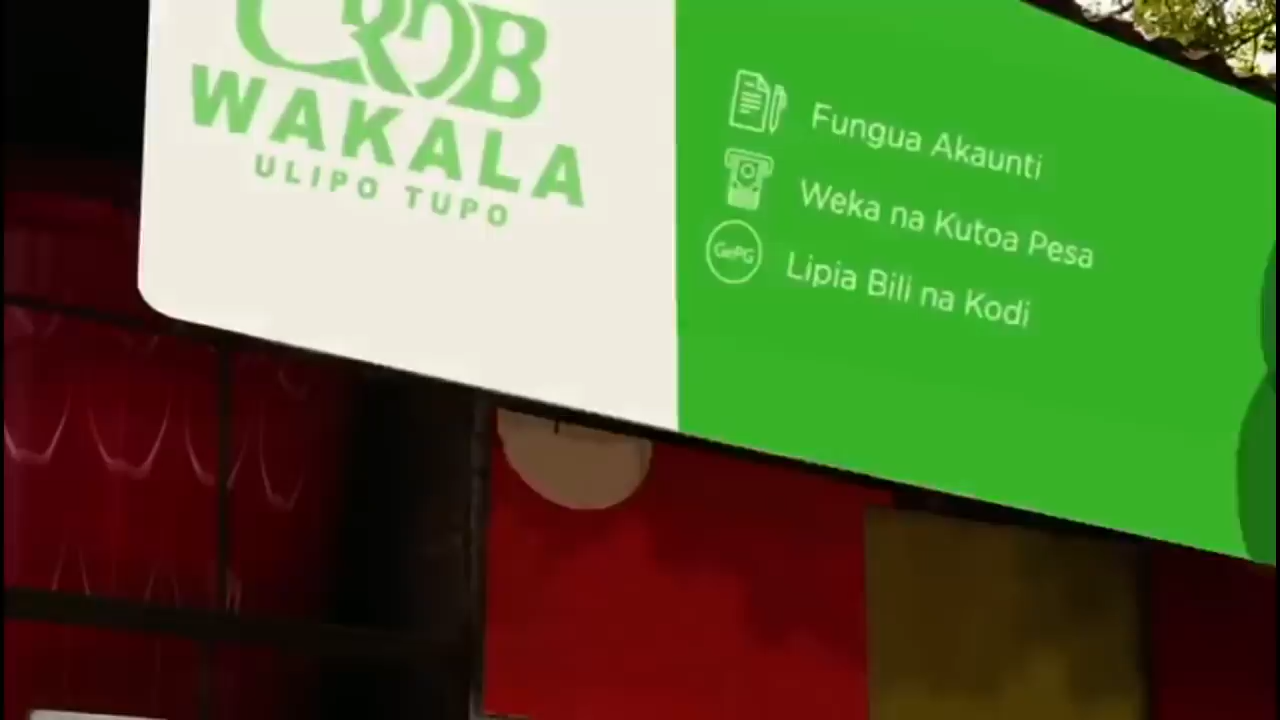 CRDB
WAKALA
ULIPO TUPO
Fungua Akaunti
Weka na Kutoa Pesa
GePG
Lipia Bili na Kodi